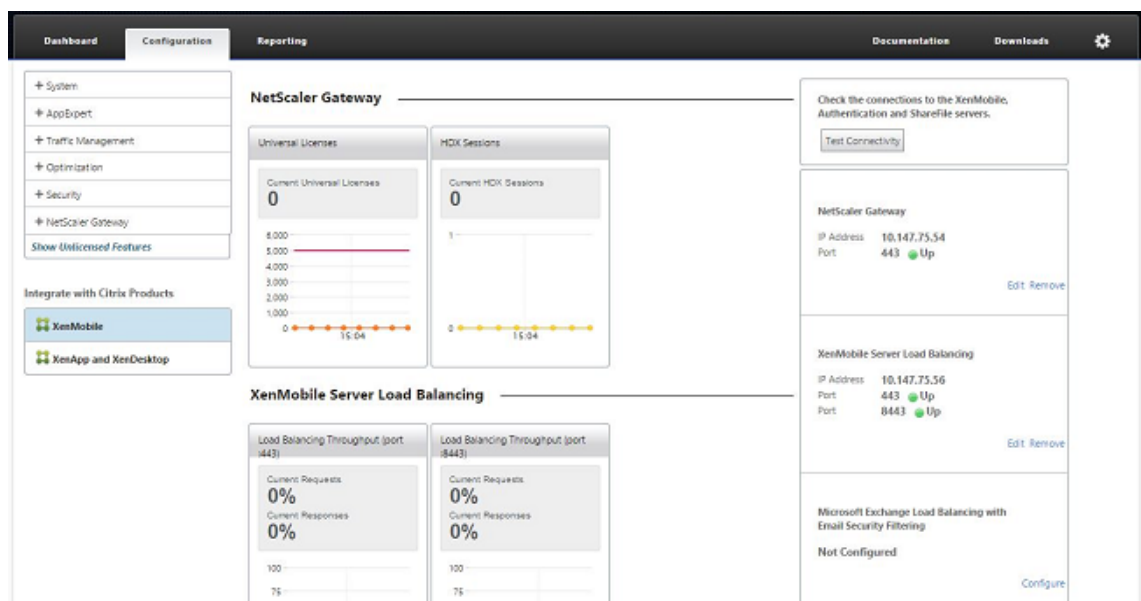 Dashboard
Configuration
Reporting
Documentation
Downloads
+ System
+ AppExpert
+ Traffic Management
+ Optimization
+ Security
+ NetScaler Gateway
Show Unlicensed Features
Integrate with Citrix Products
XenMobile
XenApp and XenDesktop
NetScaler Gateway
Universal Licenses
Current Universal Licenses
0
6,000
5,000
4,000
3,000
2,000
1,000
0
15:04
HDX Sessions
Current HDX Sessions
0
1
0
15:04
XenMobile Server Load Balancing
Load Balancing Throughput (port
:443)
Current Requests
0%
Current Responses
0%
100
75
Load Balancing Throughput (port
:8443)
Current Requests
0%
Current Responses
0%
100
75
Check the connections to the XenMobile,
Authentication and ShareFile servers.
Test Connectivity
NetScaler Gateway
IP Address 10.147.75.54
Port 443 Up
Edit Remove
XenMobile Server Load Balancing
IP Address 10.147.75.56
Port 443 Up
Port 8443 Up
Edit Remove
Microsoft Exchange Load Balancing with
Email Security Filtering
Not Configured
Configure